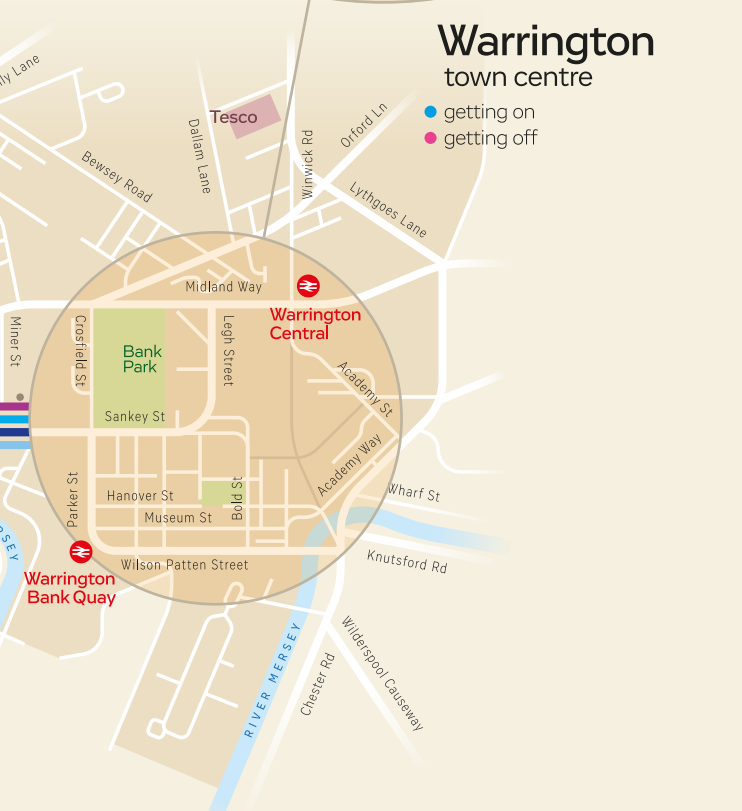 Warrington
town centre
getting on
getting off
Lane
Tesco
Dallam Lane
Winwick Rd
Orford Ln
Bewsey Road
Lythgoes Lane
Midland Way
Warrington
Central
Miner St
Crosfield St
Bank
Park
Legh Street
Academy St
Sankey St
Academy Way
Parker St
Hanover St
Bold St
Museum St
Wharf St
Wilson Patten Street
Knutsford Rd
Warrington
Bank Quay
RIVER MERSEY
Chester Rd
Wilderspool Causeway